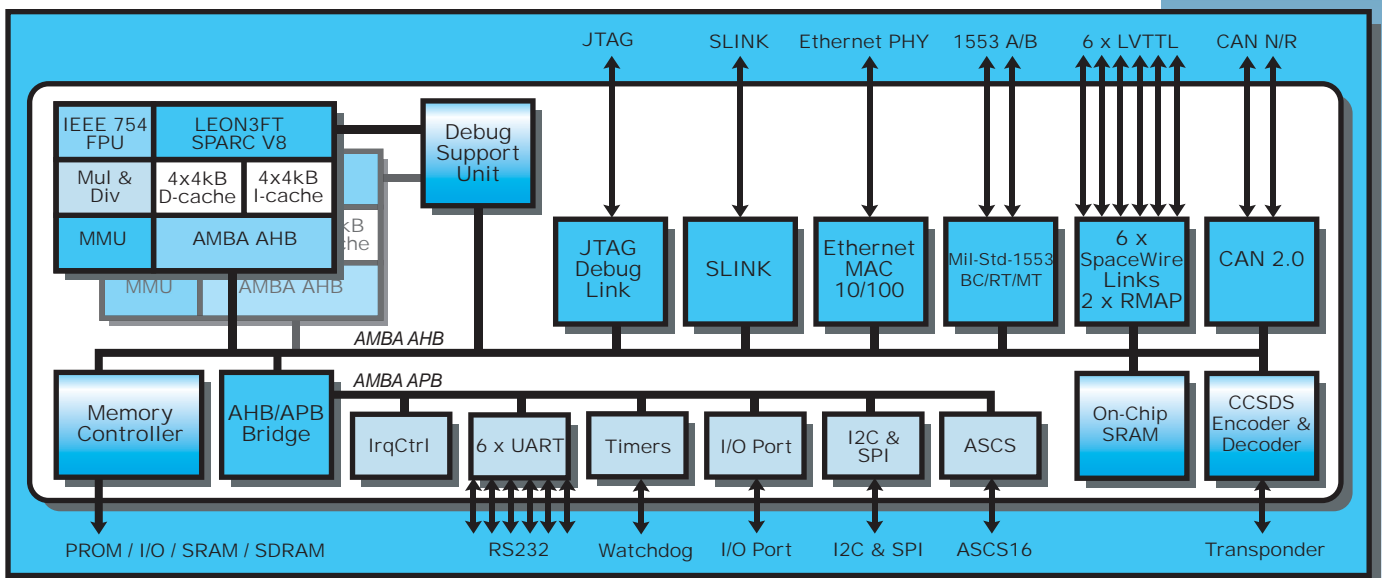 JTAG
SLINK
Ethernet PHY
1553 A/B
6 x LVTTL
CAN N/R
IEEE 754
FPU
LEON3FT
SPARC V8
Mul &
Div
4x4kB
D-cache
4x4kB
I-cache
MMU
AMBA AHB
kB
che
MMU
AMBA AHB
Debug
Support
Unit
JTAG
Debug
Link
SLINK
Ethernet
MAC
10/100
Mil-Std-1553
BC/RT/MT
6 x
SpaceWire
Links
2 x RMAP
CAN 2.0
AMBA AHB
AMBA APB
Memory
Controller
AHB/APB
Bridge
IrqCtrl
6 x UART
Timers
I/O Port
I2C &
SPI
ASCS
On-Chip
SRAM
CCSDS
Encoder &
Decoder
PROM / I/O / SRAM / SDRAM
RS232
Watchdog
I/O Port
I2C & SPI
ASCS16
Transponder